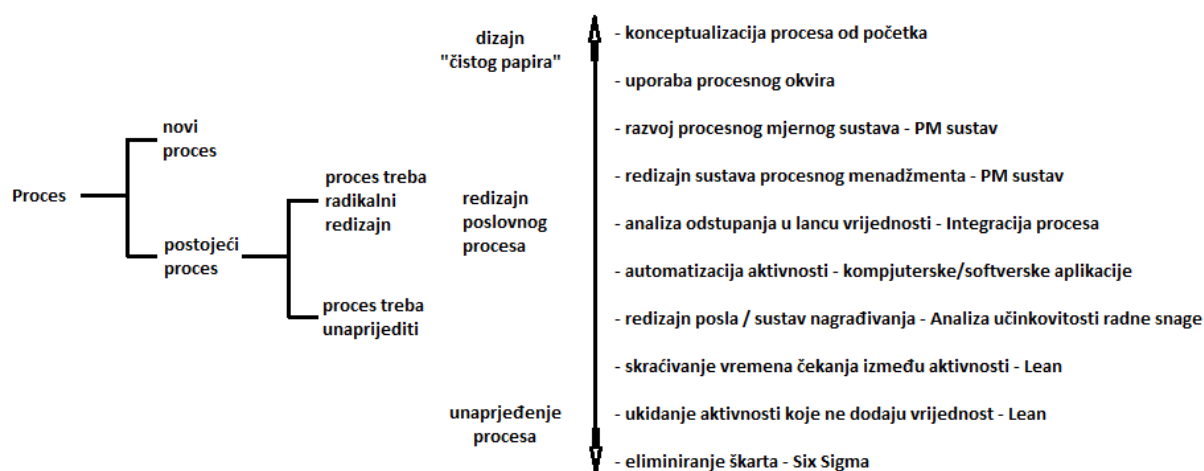 Proces
novi
proces
postojeći
proces
proces treba
radikalni
redizajn
proces treba
unaprijediti
dizajn
"čistog papira"
redizajn
poslovnog
procesa
unaprjeđenje
procesa
- konceptualizacija procesa od početka
- uporaba procesnog okvira
- razvoj procesnog mjernog sustava - PM sustav
- redizajn sustava procesnog menadžmenta - PM sustav
- analiza odstupanja u lancu vrijednosti - Integracija procesa
- automatizacija aktivnosti - kompjuterske/softverske aplikacije
- redizajn posla / sustav nagrađivanja - Analiza učinkovitosti radne snage
- skraćivanje vremena čekanja između aktivnosti - Lean
- ukidanje aktivnosti koje ne dodaju vrijednost - Lean
- eliminiranje škarta - Six Sigma